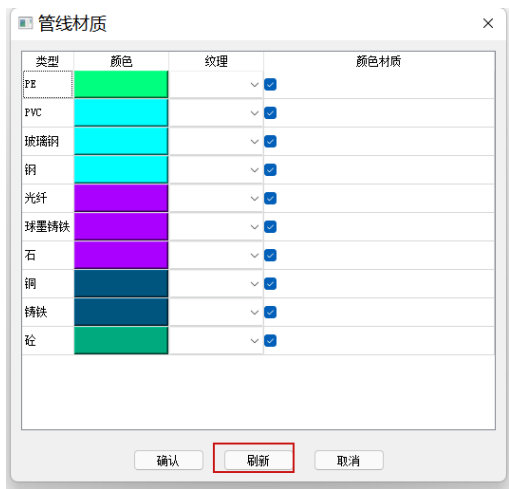 管线材质
类型 颜色 纹理 颜色材质
PE
PVC
玻璃钢
钢
光纤
球墨铸铁
石
铜
铸铁
砼
确认 刷新 取消